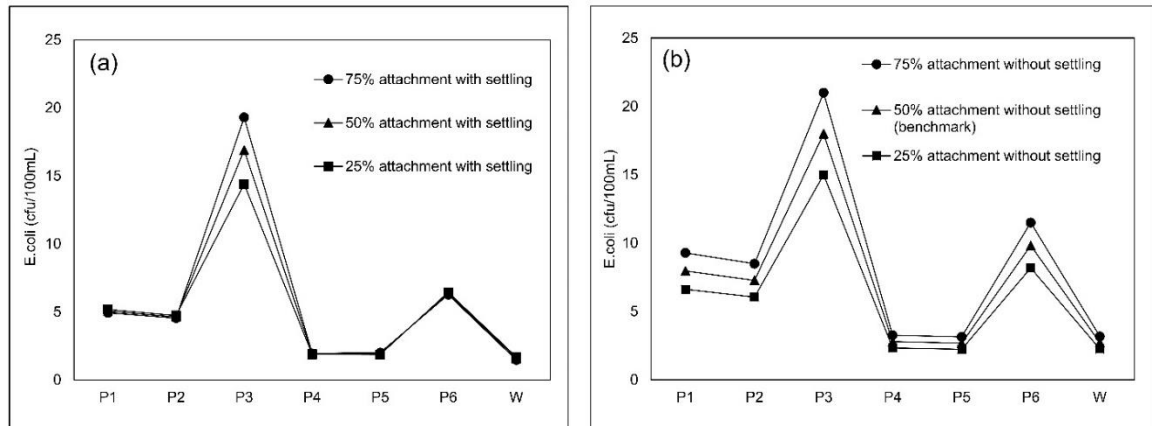 (a)
25
20
15
10
5
0
E.coli (cfu/100mL)
75% attachment with settling
50% attachment with settling
25% attachment with settling
P1 P2 P3 P4 P5 P6 W
(b)
25
20
15
10
5
0
E.coli (cfu/100mL)
75% attachment without settling
50% attachment without settling
(benchmark)
25% attachment without settling
P1 P2 P3 P4 P5 P6 W